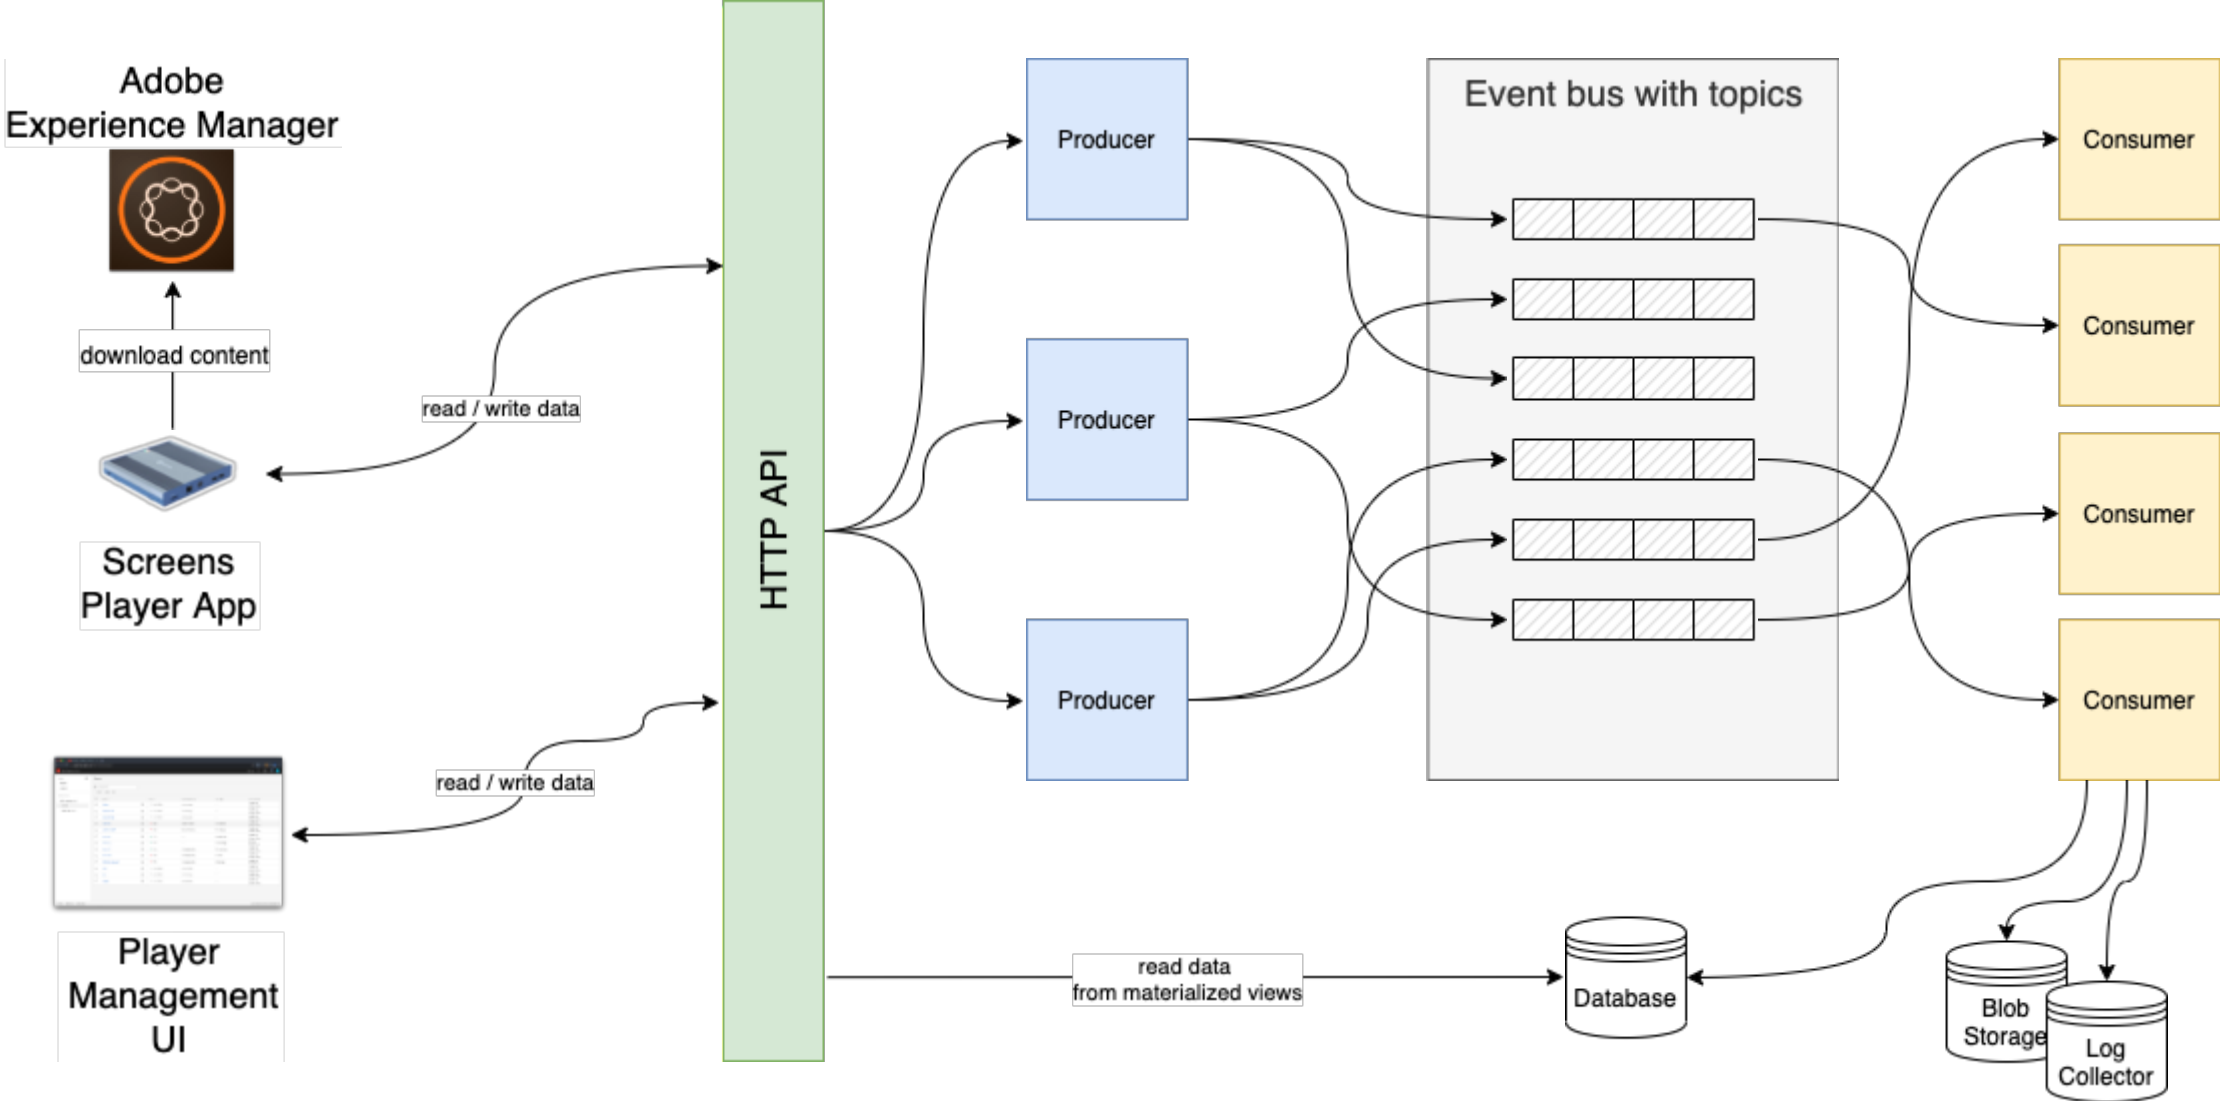 Adobe
Experience Manager
download content
Screens
Player App
read / write data
read / write data
Player
Management
UI
HTTP API
Producer
Producer
Producer
Event bus with topics
Consumer
Consumer
Consumer
Consumer
read data
from materialized views
Database
Blob
Storage
Log
Collector